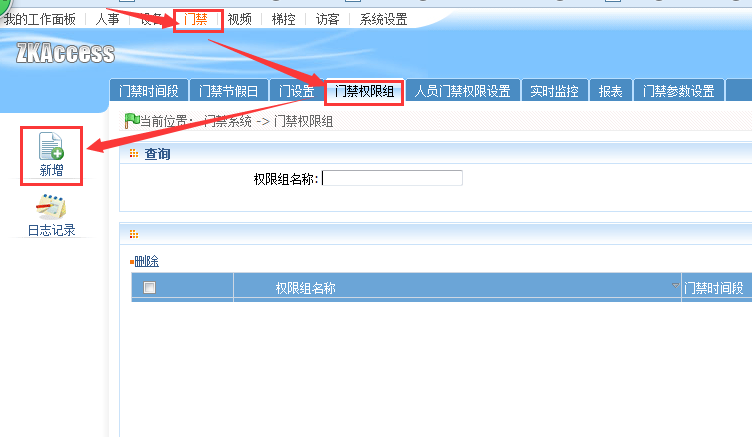 我的工作面板 人事 设备 门禁 视频 梯控 访客 系统设置
ZKAccess
门禁时间段 门禁节假日 门设置 门禁权限组 人员门禁权限设置 实时监控 报表 门禁参数设置
当前位置: 门禁系统 -> 门禁权限组
新增
日志记录
查询
权限组名称:
删除
权限组名称 门禁时间段